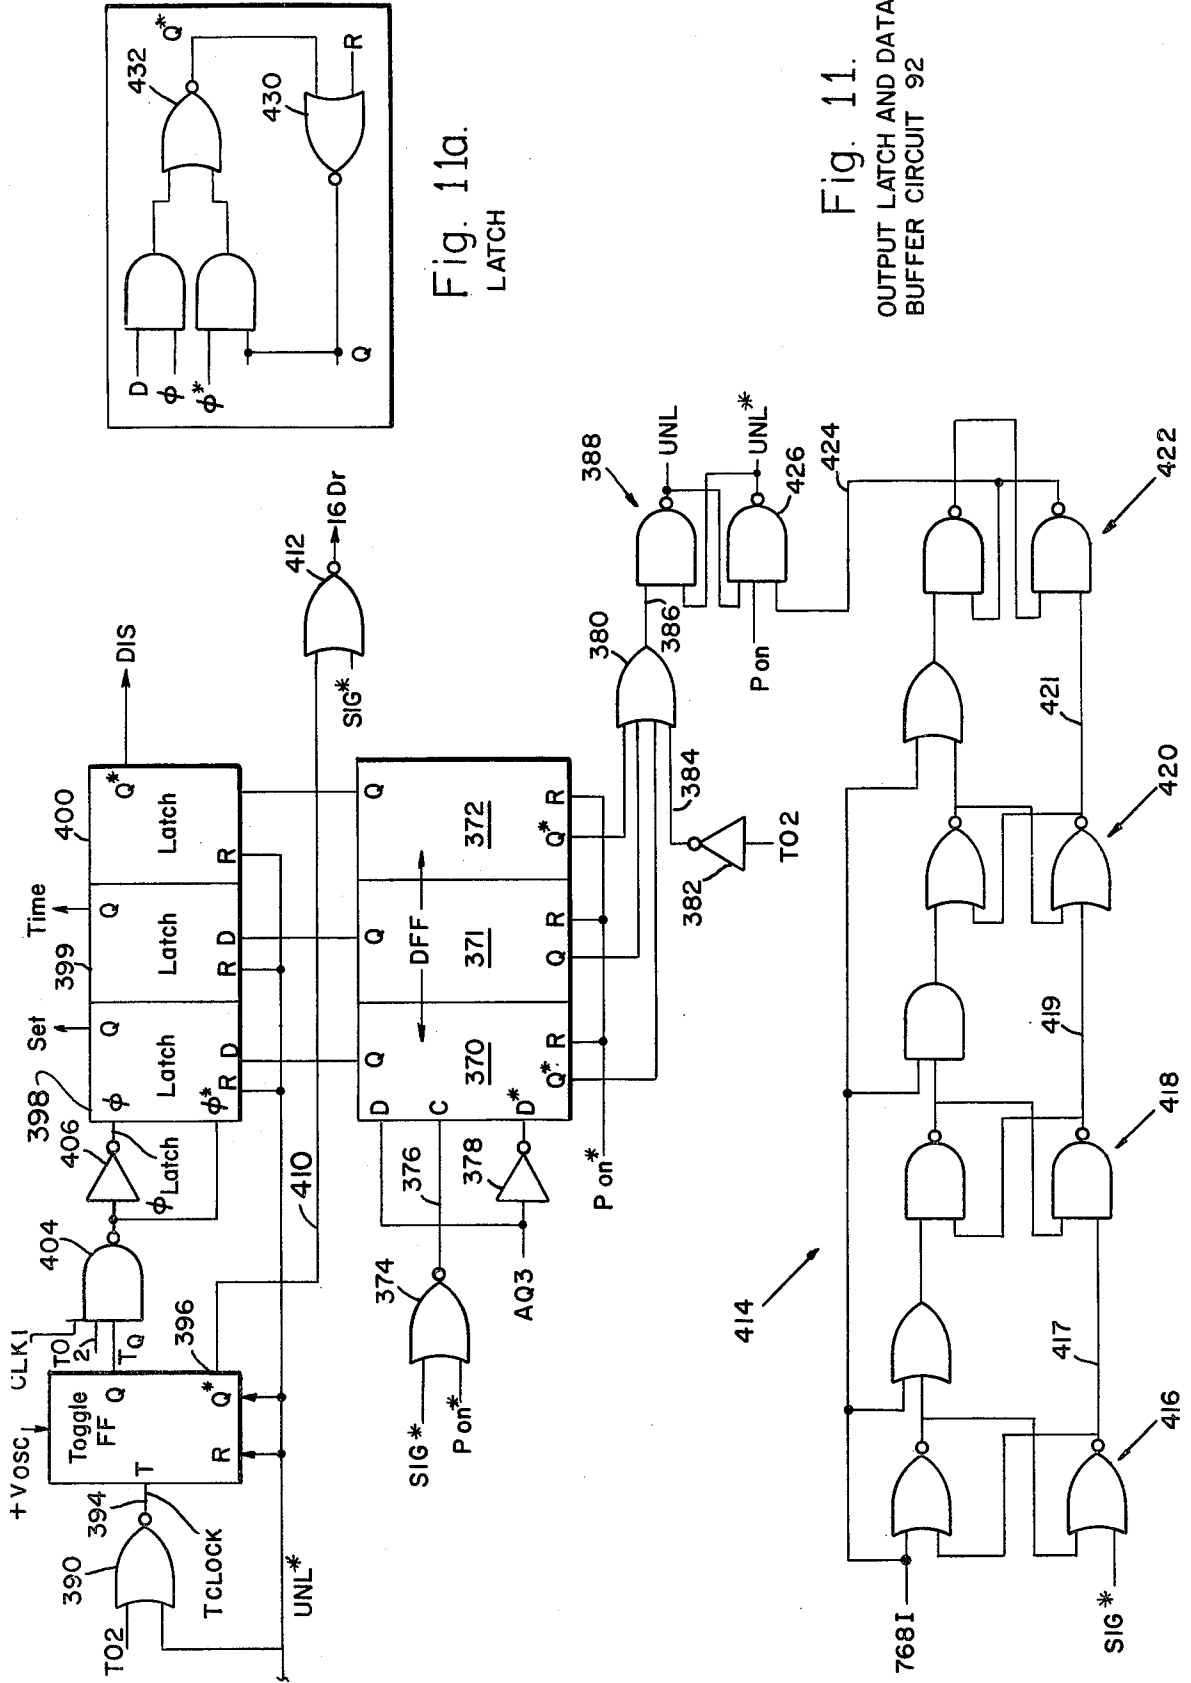 +VOSC
CLK1
TO
2
TQ
404
406
398
Set
399
Time
400
DIS
Toggle
FF
Q
T
R
Q*
396
394
390
TO2
TCLOCK
UNL*
ϕLatch
ϕ
ϕ*
Q
Q
Q*
Latch
Latch
Latch
R
D
R
D
R
410
SIG*
412
16Dr
374
376
378
SIG*
Pon*
AQ3
Pon*
D
C
D*
Q
Q
Q
DFF
370
371
372
Q*
R
Q
R
Q*
R
380
382
384
TO2
386
388
UNL
UNL*
426
Pon
424
414
768I
SIG*
416
417
418
419
420
421
422
D
ϕ
ϕ*
Q
432
Q*
430
R
Fig. 11a.
LATCH
Fig. 11.
OUTPUT LATCH AND DATA
BUFFER CIRCUIT 92